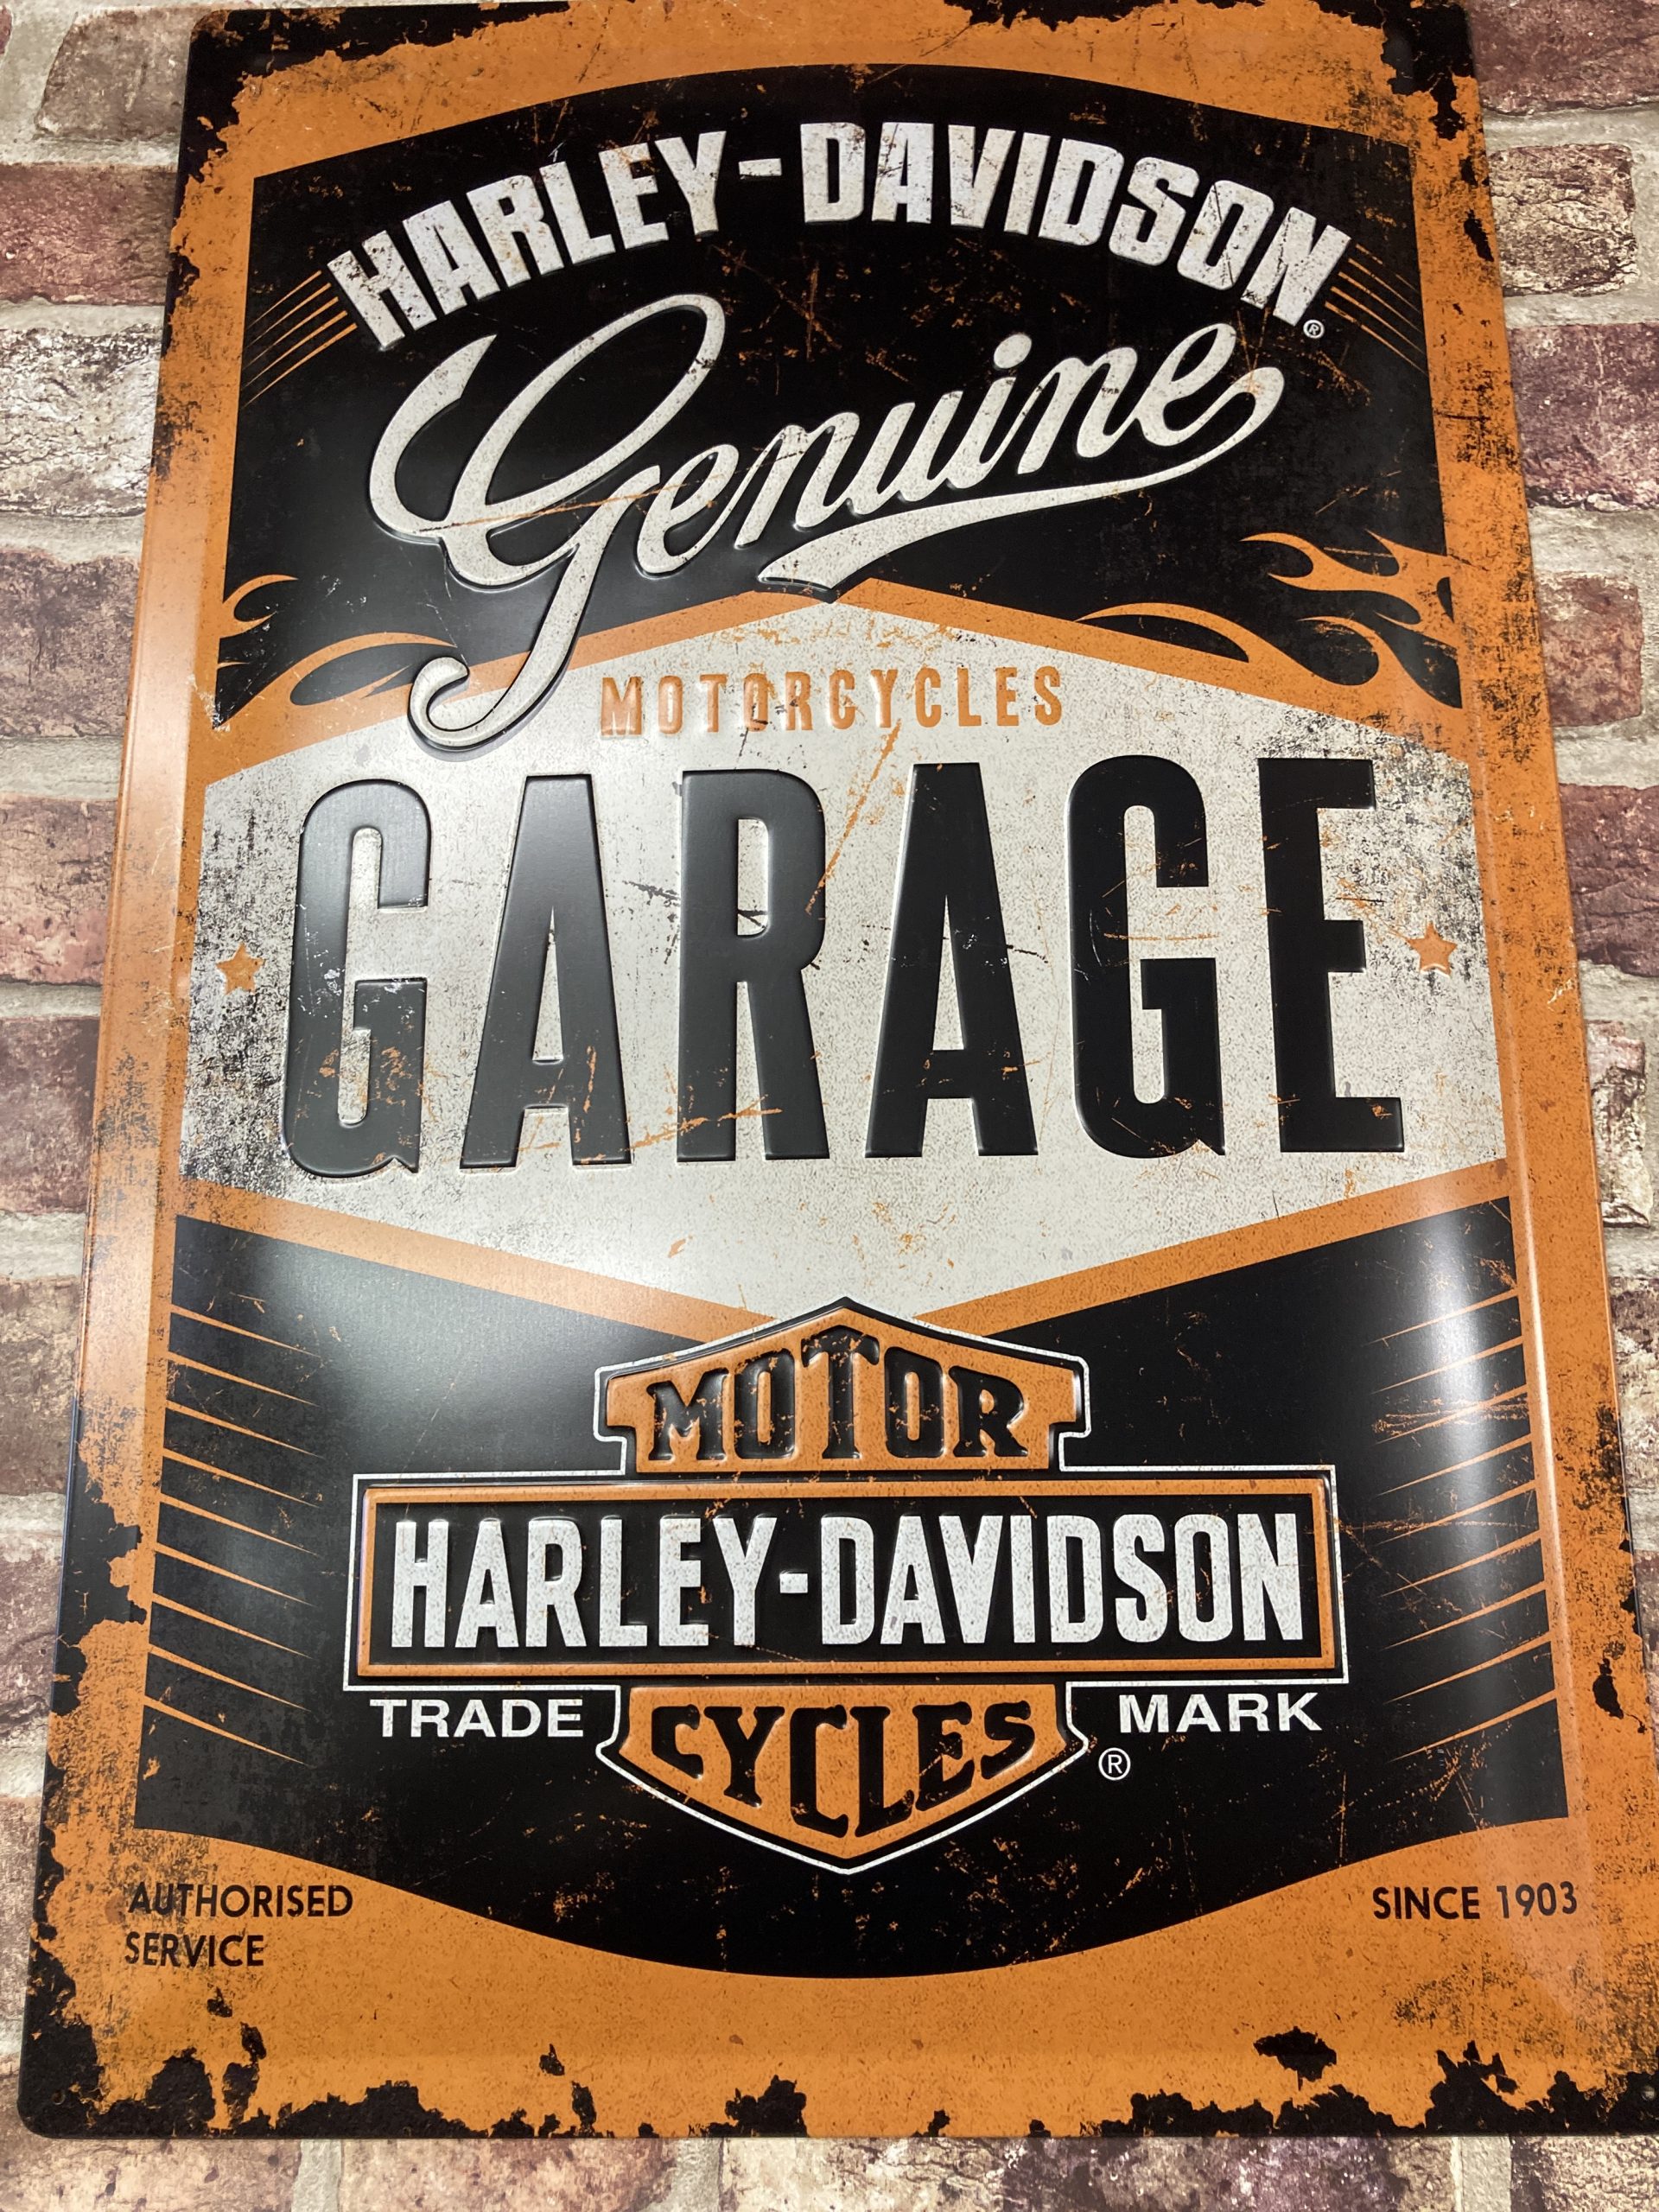 HARLEY-DAVIDSON®
Genuine
MOTORCYCLES
GARAGE
MOTOR
HARLEY-DAVIDSON
TRADE MARK
CYCLES
®
AUTHORISED
SERVICE
SINCE 1903